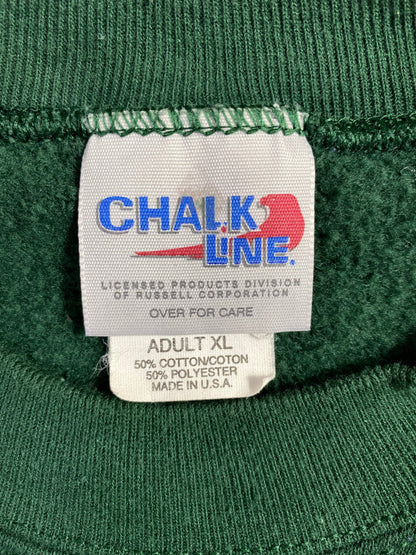 CHALK
LINE.
LICENSED PRODUCTS DIVISION
OF RUSSELL CORPORATION
OVER FOR CARE
ADULT XL
50% COTTON/COTON
50% POLYESTER
MADE IN U.S.A.